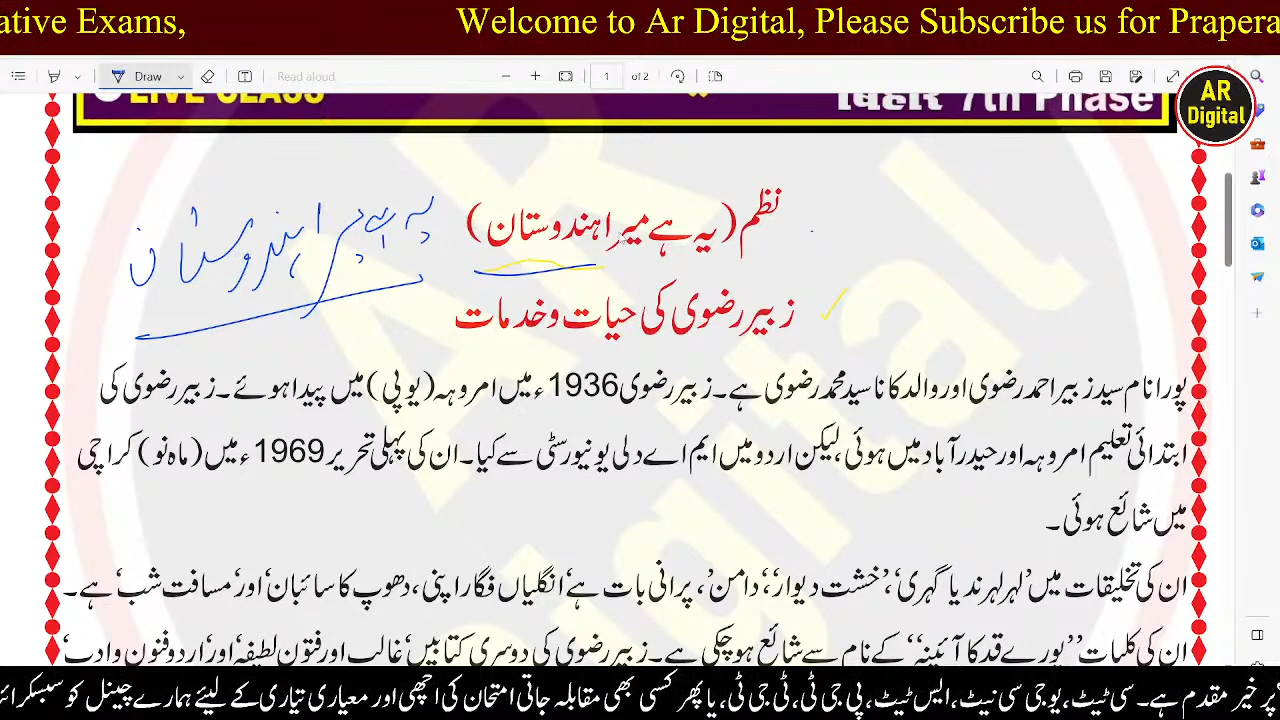 ative Exams, Welcome to Ar Digital, Please Subscribe us for Prapera
Draw
Read aloud
1 of 2
LIVE CLASS
बिहार 7th Phase
AR
Digital
نظم (یہ ہے میرا ہندوستان)
یہ ہے میرا ہندوستان
زبیر رضوی کی حیات و خدمات
پورا نام سید زبیر احمد رضوی اور والد کا نا سید محمد رضوی ہے۔ زبیر رضوی 1936ء میں امروہہ (یوپی) میں پیدا ہوئے۔ زبیر رضوی کی
ابتدائی تعلیم امروہہ اور حیدرآباد میں ہوئی، لیکن اردو میں ایم اے دلی یونیورسٹی سے کیا۔ ان کی پہلی تحریر 1969ء میں (ماہ نو) کراچی
میں شائع ہوئی۔
ان کی تخلیقات میں 'لہر لہر ندیا گہری'، 'خشت دیوار'، 'دامن'، پرانی بات ہے' انگلیاں فگار اپنی، دھوپ کا سائبان' اور 'مسافت شب' ہے۔
ان کی کلیات ”پورے قد کا آئینہ“ کے نام سے شائع ہوچکی ہے۔ زبیر رضوی کی دوسری کتابیں 'غالب اور فنون لطیفہ' اور 'اردو فنون و ادب'
پر خیر مقدم ہے۔ سی ٹیٹ، یو جی سی نیٹ، ایس ٹیٹ، پی جی ٹی، ٹی جی ٹی، یا پھر کسی بھی مقابلہ جاتی امتحان کی اچھی اور معیاری تیاری کے لیئے ہمارے چینل کو سبسکرائ